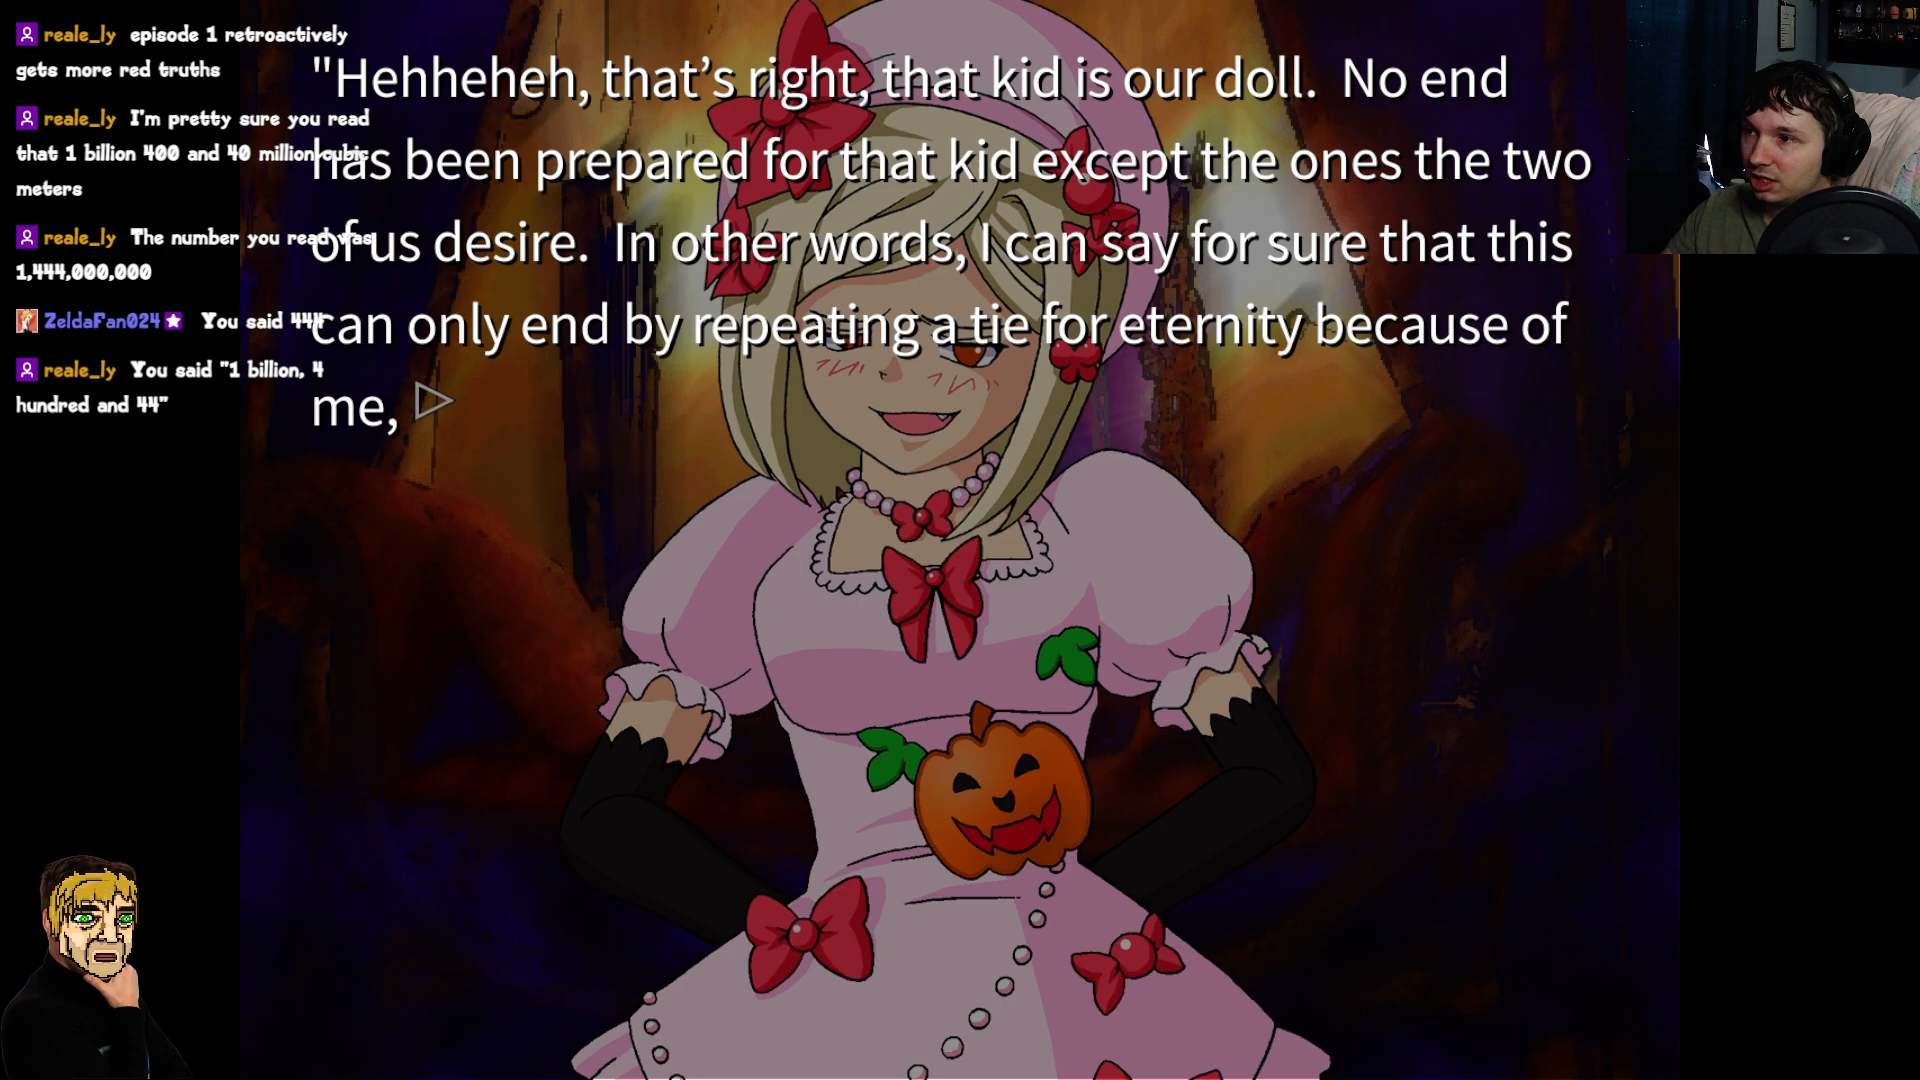 reale_ly episode 1 retroactively
gets more red truths
reale_ly I'm pretty sure you read
that 1 billion 400 and 40 million cubic
meters
reale_ly The number you read was
1,444,000,000
ZeldaFan024 You said 444
reale_ly You said "1 billion, 4
hundred and 44"
"Hehheheh, that’s right, that kid is our doll.  No end
has been prepared for that kid except the ones the two
of us desire.  In other words, I can say for sure that this
can only end by repeating a tie for eternity because of
me,